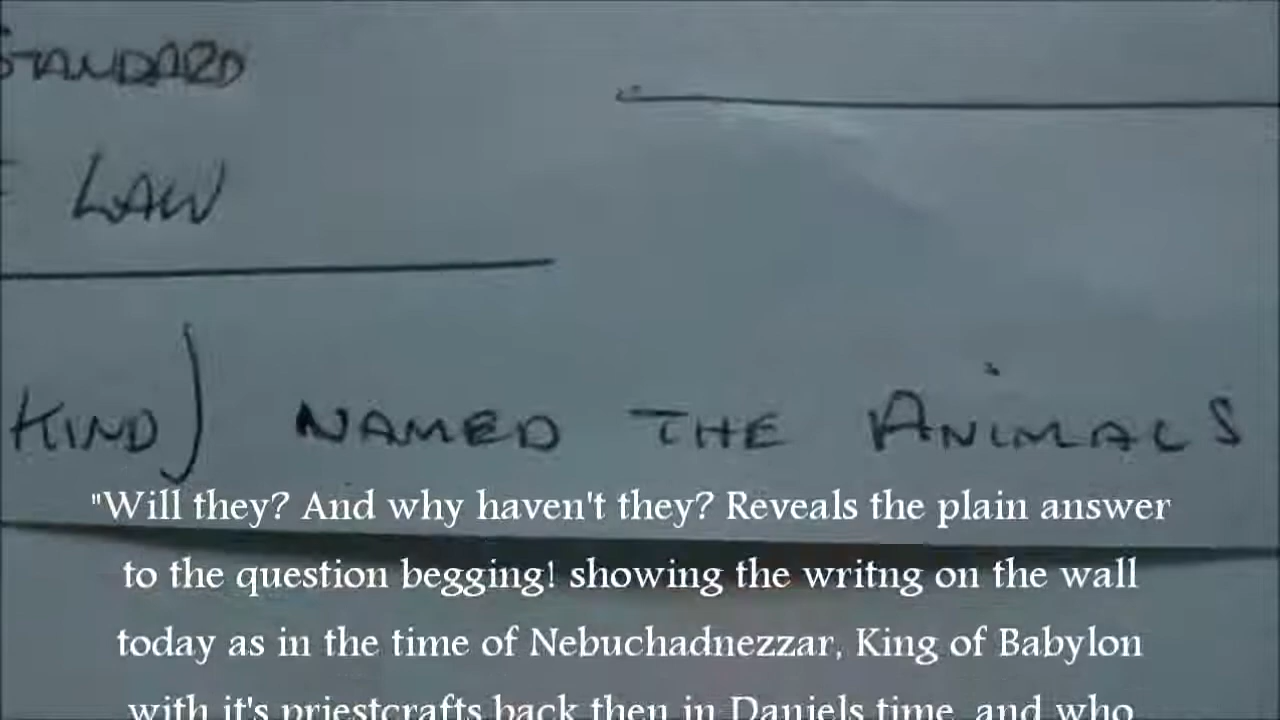 STANDARD
LAW
KIND) NAMED THE ANIMALS
"Will they? And why haven't they? Reveals the plain answer
to the question begging! showing the writng on the wall
today as in the time of Nebuchadnezzar, King of Babylon
with it's priestcrafts back then in Daniels time, and who